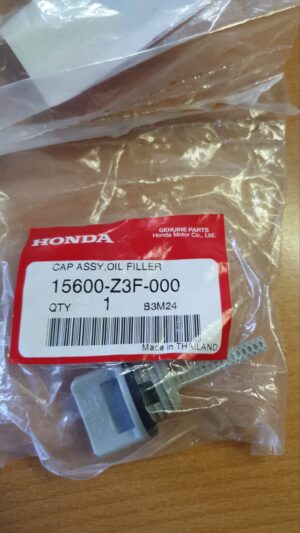 HONDA
GENUINE PARTS
Honda Motor Co., Ltd.
CAP ASSY,OIL FILLER
15600-Z3F-000
QTY 1 B3M24
Made in THAILAND
OIL